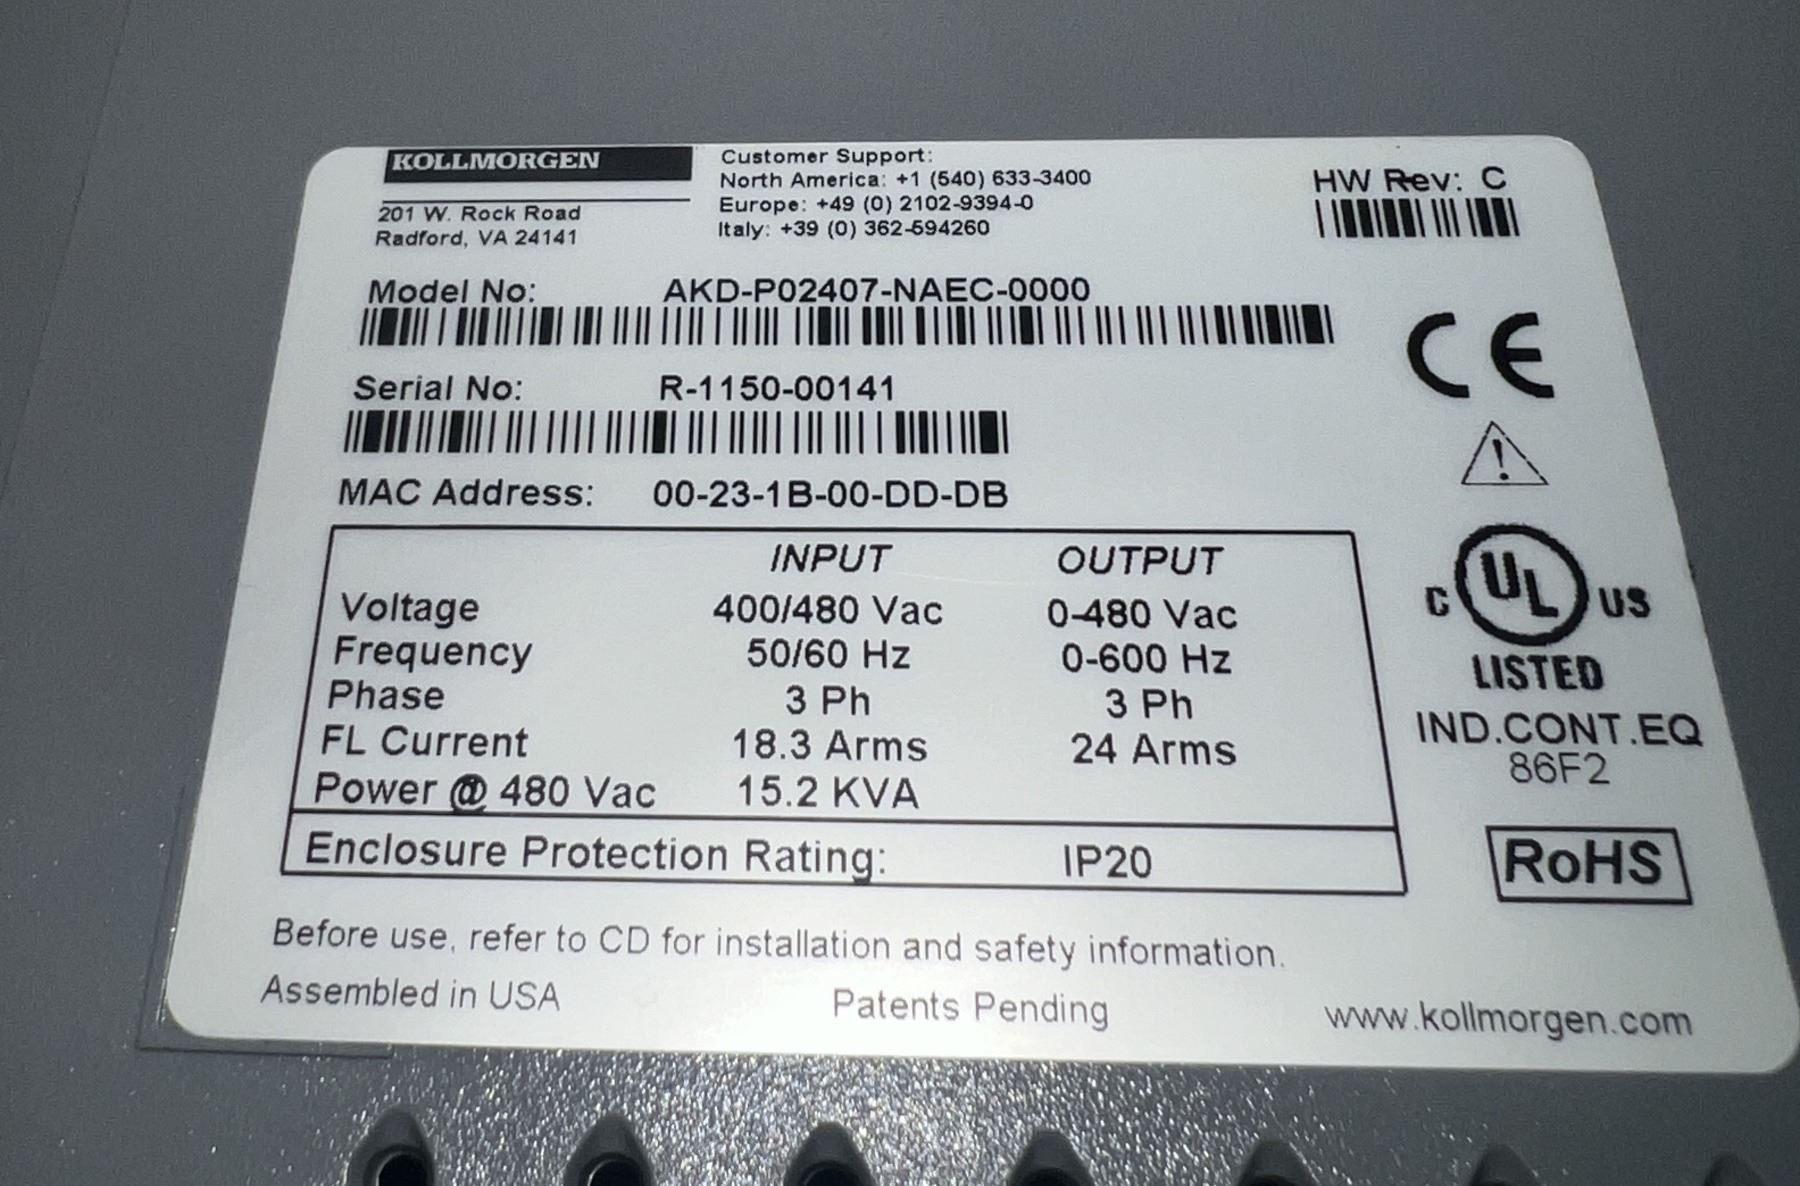 KOLLMORGEN
201 W. Rock Road
Radford, VA 24141
Customer Support:
North America: +1 (540) 633-3400
Europe: +49 (0) 2102-9394-0
Italy: +39 (0) 362-594260
HW Rev: C
Model No: AKD-P02407-NAEC-0000
Serial No: R-1150-00141
MAC Address: 00-23-1B-00-DD-DB
INPUT OUTPUT
Voltage 400/480 Vac 0-480 Vac
Frequency 50/60 Hz 0-600 Hz
Phase 3 Ph 3 Ph
FL Current 18.3 Arms 24 Arms
Power @ 480 Vac 15.2 KVA
Enclosure Protection Rating: IP20
CE
C UL US
LISTED
IND.CONT.EQ
86F2
RoHS
Before use, refer to CD for installation and safety information.
Assembled in USA
Patents Pending
www.kollmorgen.com